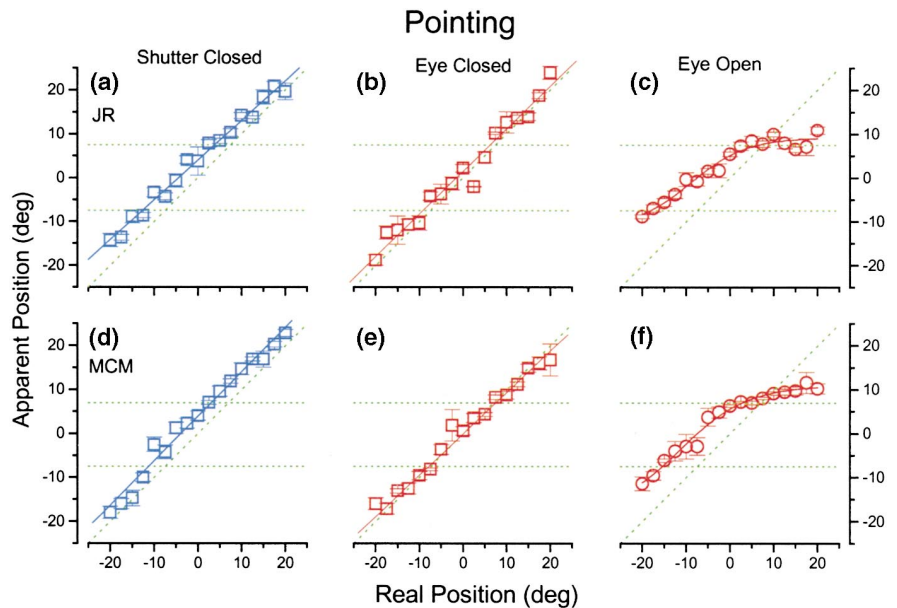 Pointing
Shutter Closed
Eye Closed
Eye Open
(a)
JR
(b)
(c)
20
10
0
-10
-20
20
10
0
-10
-20
Apparent Position (deg)
(d)
MCM
(e)
(f)
20
10
0
-10
-20
20
10
0
-10
-20
-20 -10 0 10 20
-20 -10 0 10 20
-20 -10 0 10 20
Real Position (deg)